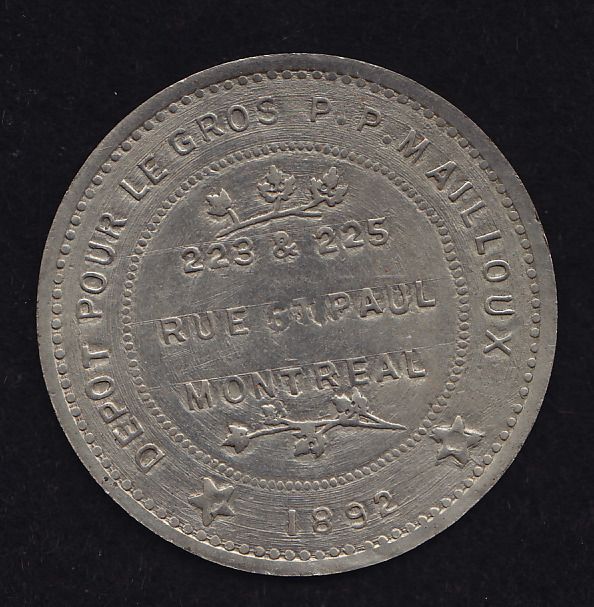 DEPOT POUR LE GROS P.P. MAILLOUX
223 & 225
RUE ST PAUL
MONTREAL
1892